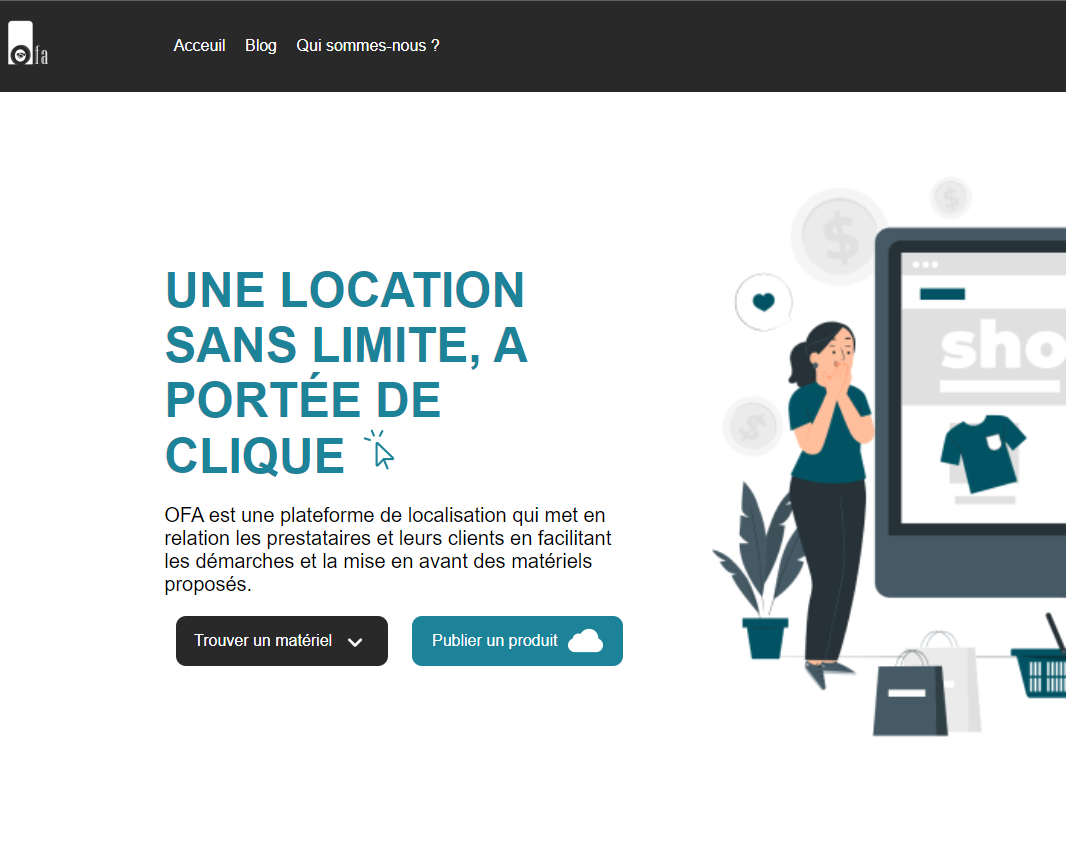 Ofa
Acceuil Blog Qui sommes-nous ?
UNE LOCATION
SANS LIMITE, A
PORTÉE DE
CLIQUE
OFA est une plateforme de localisation qui met en
relation les prestataires et leurs clients en facilitant
les démarches et la mise en avant des matériels
proposés.
Trouver un matériel
Publier un produit
sho